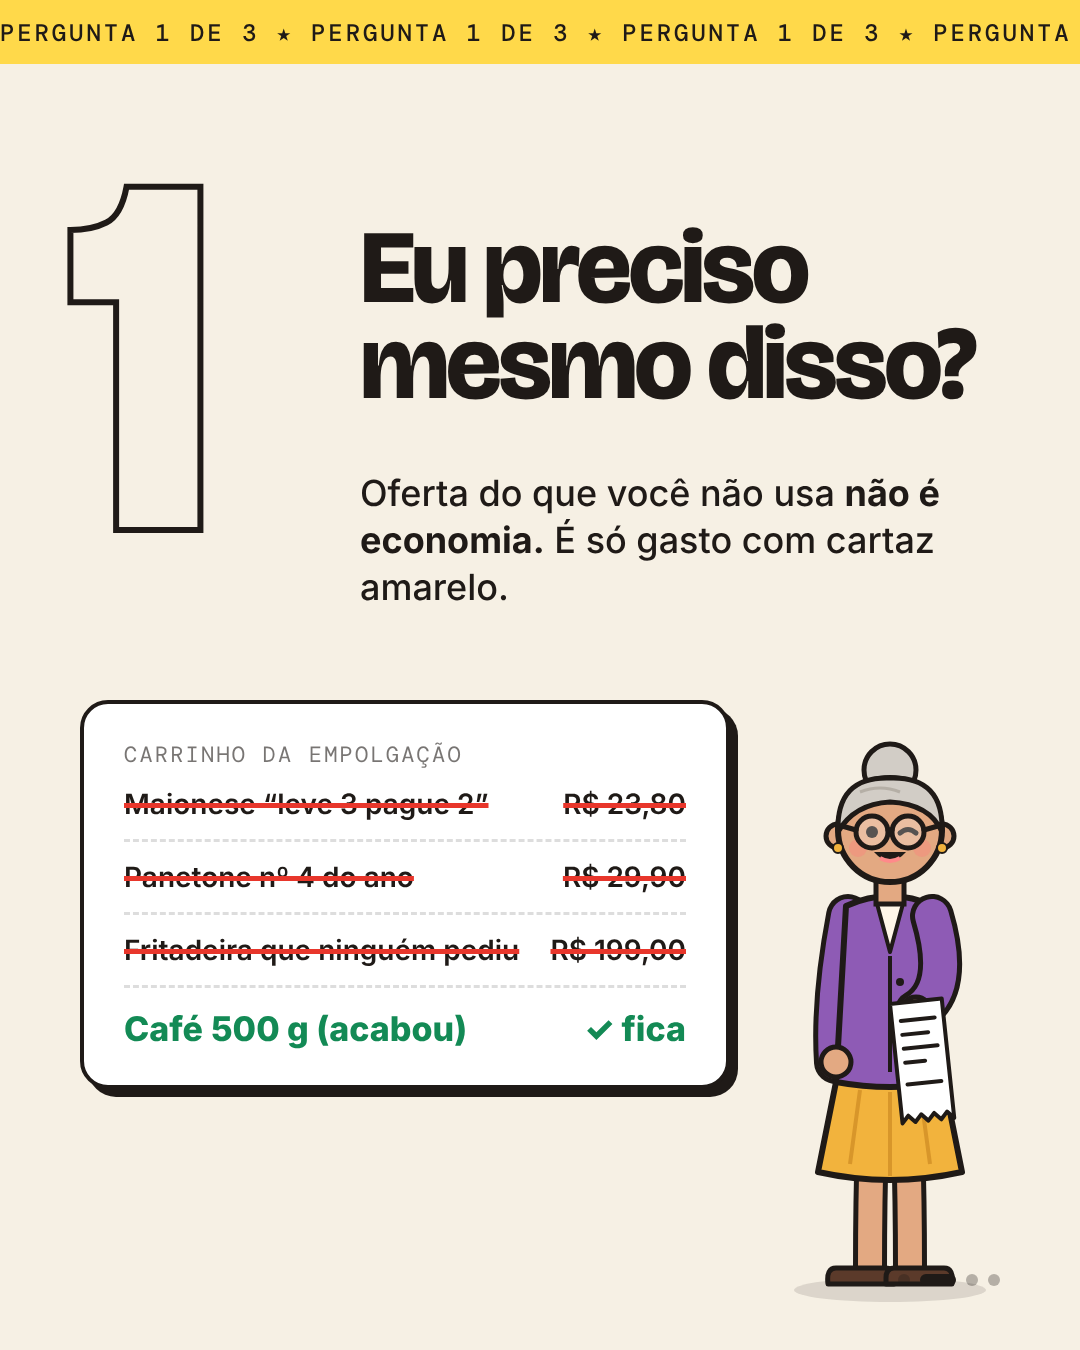 PERGUNTA 1 DE 3 ★ PERGUNTA 1 DE 3 ★ PERGUNTA 1 DE 3 ★ PERGUNTA
1
Eu preciso
mesmo disso?
Oferta do que você não usa não é
economia. É só gasto com cartaz
amarelo.
CARRINHO DA EMPOLGAÇÃO
Maionese “leve 3 pague 2” R$ 23,80
Panetone nº 4 do ano R$ 29,90
Fritadeira que ninguém pediu R$ 199,00
Café 500 g (acabou) ✓ fica